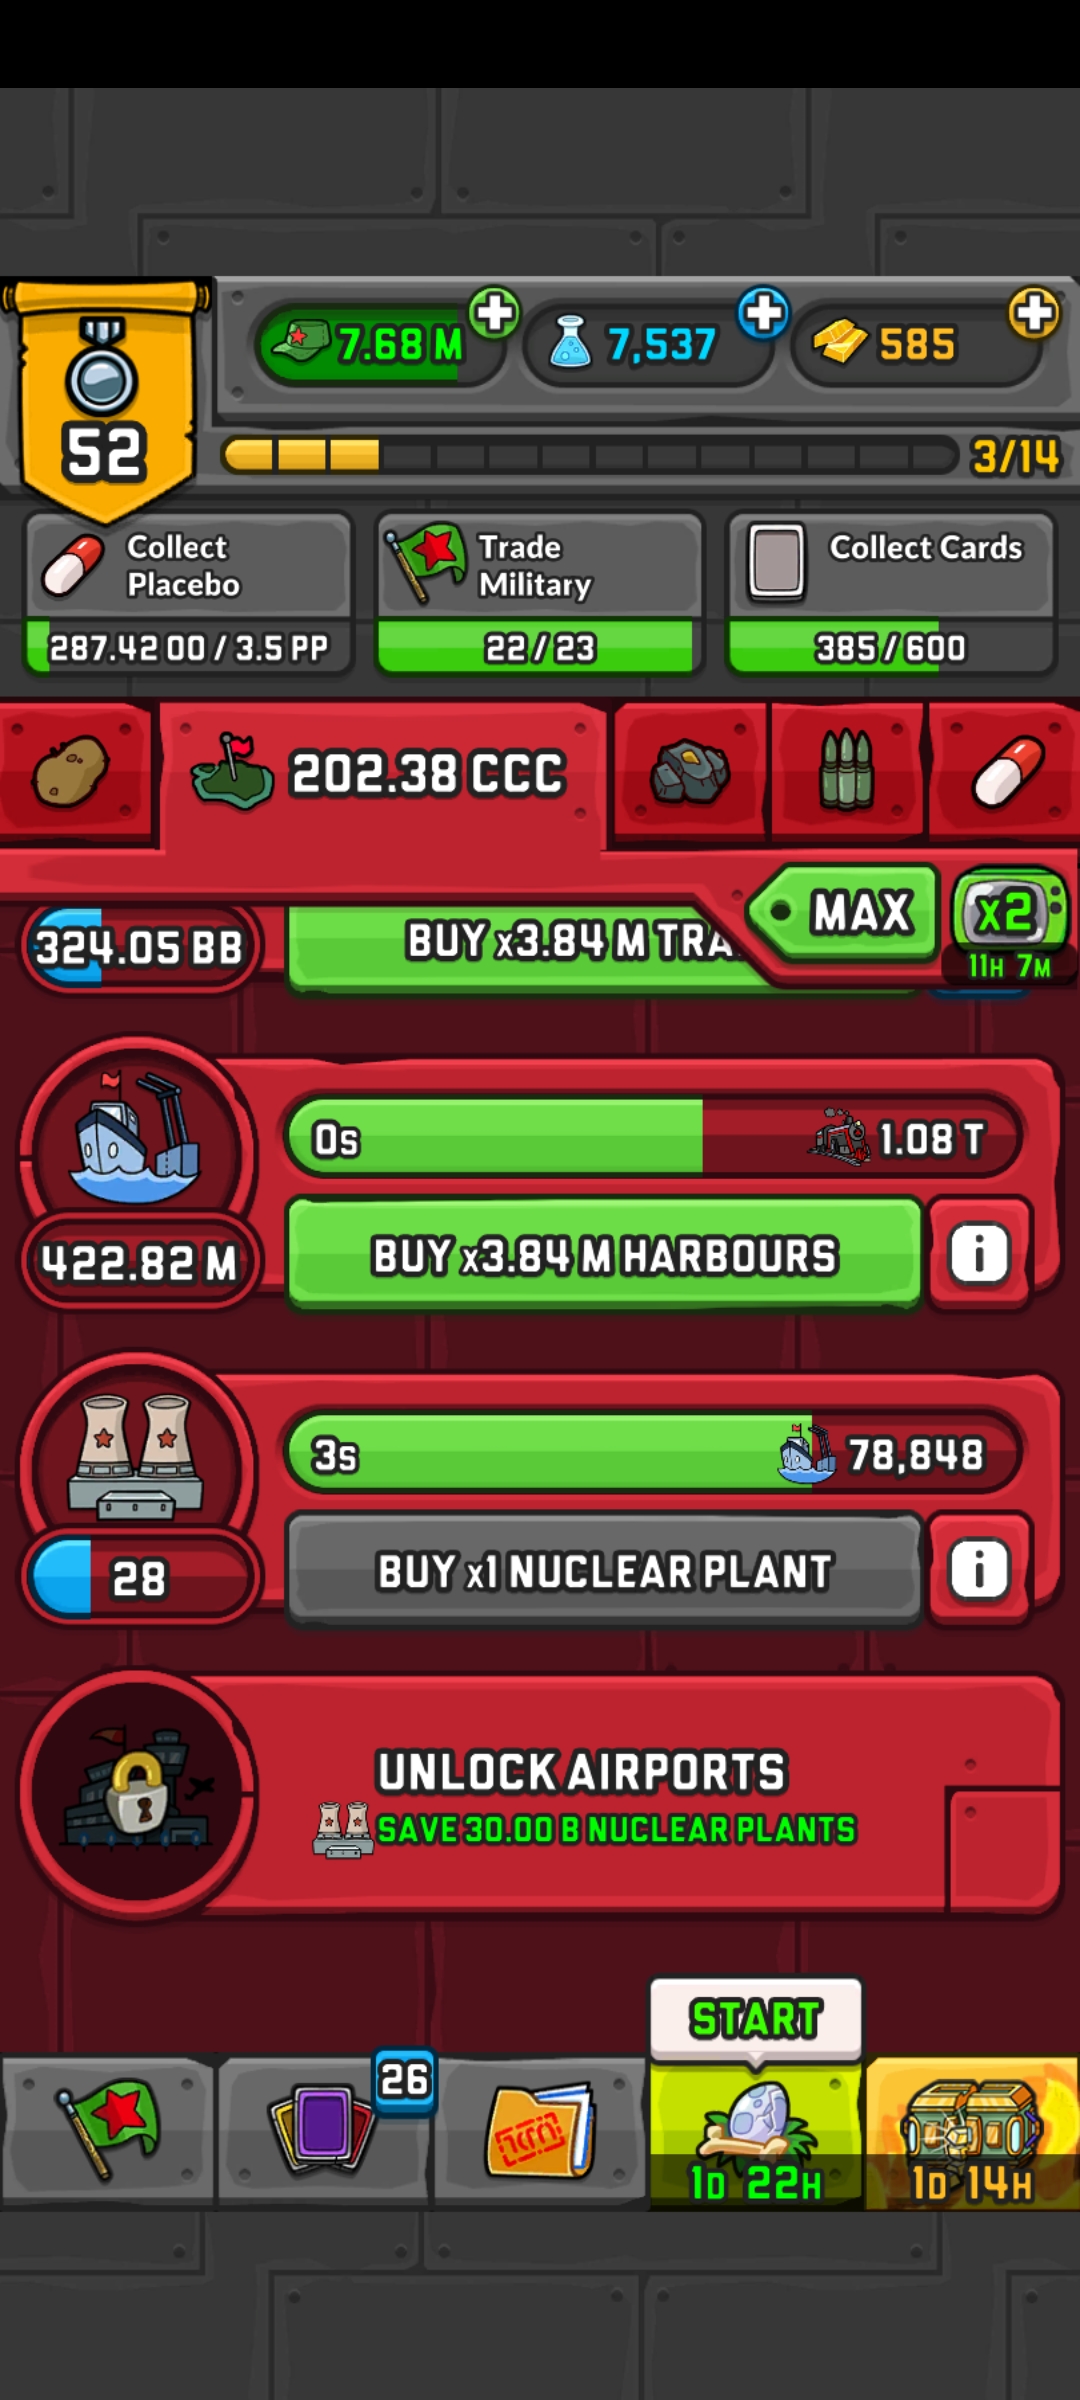 7.68 M
7,537
585
52
3/14
Collect
Placebo
Trade
Military
Collect Cards
287.42 OO / 3.5 PP
22 / 23
385 / 600
202.38 CCC
MAX
x2
11H 7M
324.05 BB
BUY x3.84 M TRA
0s
1.08 T
422.82 M
BUY x3.84 M HARBOURS
i
3s
78,848
28
BUY x1 NUCLEAR PLANT
i
UNLOCK AIRPORTS
SAVE 30.00 B NUCLEAR PLANTS
START
26
1D 22H
1D 14H